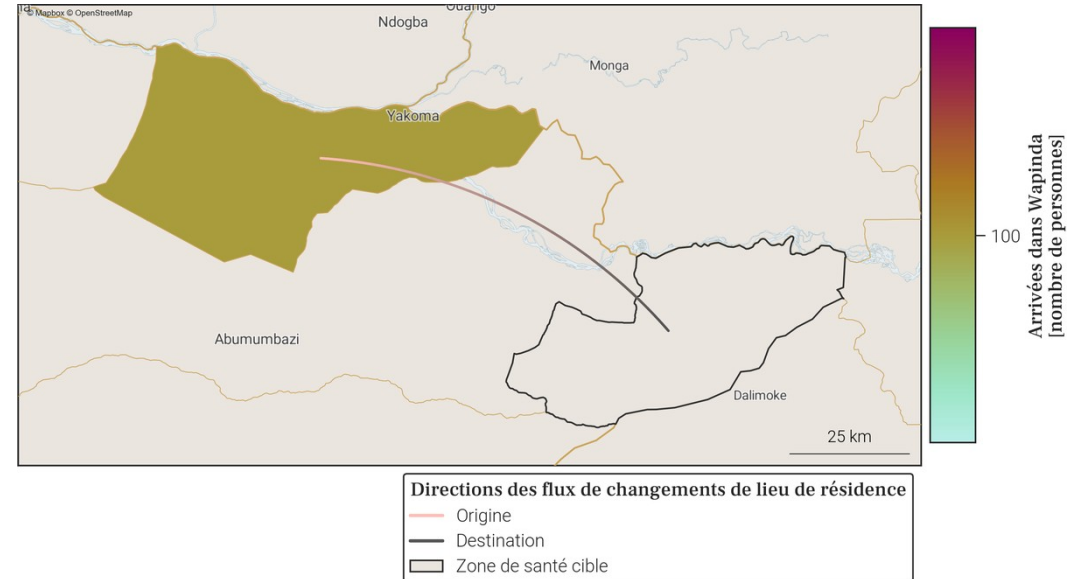 © Mapbox © OpenStreetMap
Ndogba
Monga
Yakoma
Abumumbazi
Dalimoke
25 km
100
Arrivées dans Wapinda
[nombre de personnes]
Directions des flux de changements de lieu de résidence
Origine
Destination
Zone de santé cible